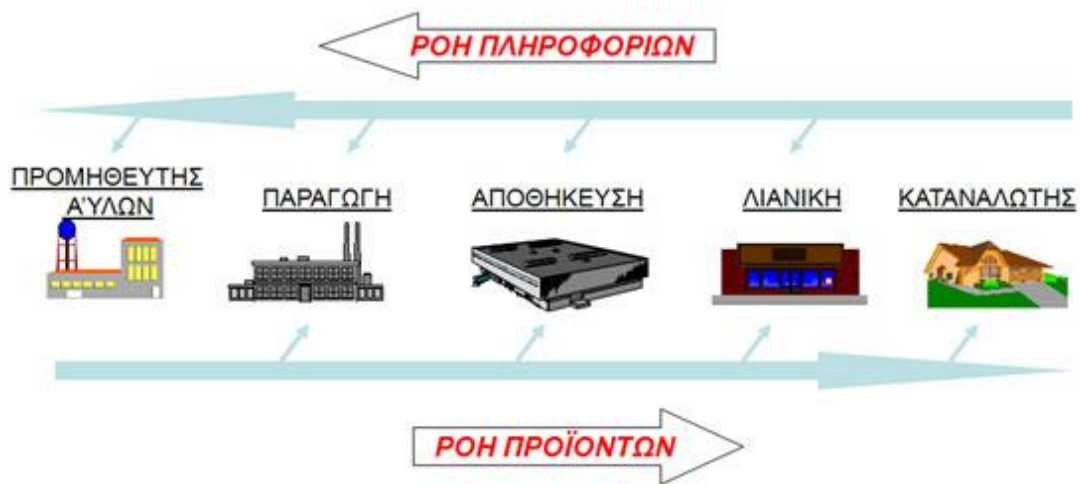 ΡΟΗ ΠΛΗΡΟΦΟΡΙΩΝ
ΠΡΟΜΗΘΕΥΤΗΣ
Α'ΥΛΩΝ
ΠΑΡΑΓΩΓΗ
ΑΠΟΘΗΚΕΥΣΗ
ΛΙΑΝΙΚΗ
ΚΑΤΑΝΑΛΩΤΗΣ
ΡΟΗ ΠΡΟΪΟΝΤΩΝ